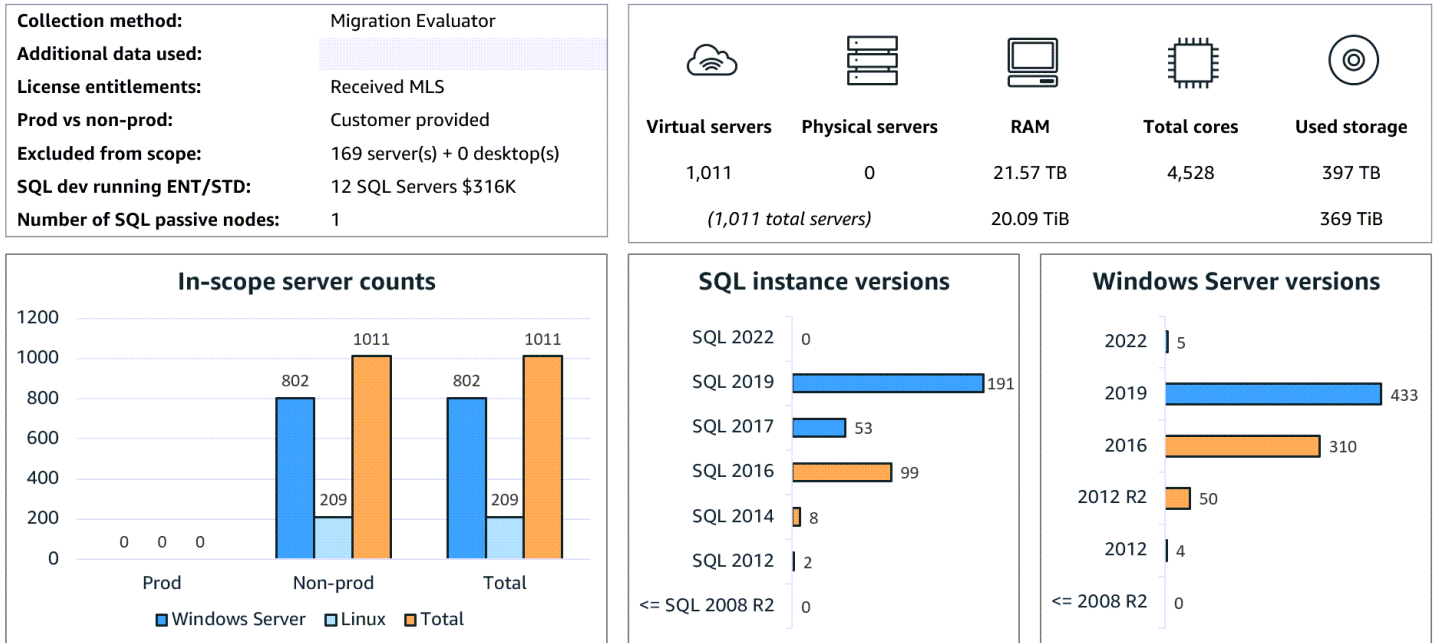 Collection method: Migration Evaluator
Additional data used:
License entitlements: Received MLS
Prod vs non-prod: Customer provided
Excluded from scope: 169 server(s) + 0 desktop(s)
SQL dev running ENT/STD: 12 SQL Servers $316K
Number of SQL passive nodes: 1
Virtual servers Physical servers RAM Total cores Used storage
1,011 0 21.57 TB 4,528 397 TB
(1,011 total servers) 20.09 TiB 369 TiB
In-scope server counts
1200
1000
800
600
400
200
0
0 0 0
802 209 1011
802 209 1011
Prod Non-prod Total
Windows Server Linux Total
SQL instance versions
SQL 2022 0
SQL 2019 191
SQL 2017 53
SQL 2016 99
SQL 2014 8
SQL 2012 2
<= SQL 2008 R2 0
Windows Server versions
2022 5
2019 433
2016 310
2012 R2 50
2012 4
<= 2008 R2 0